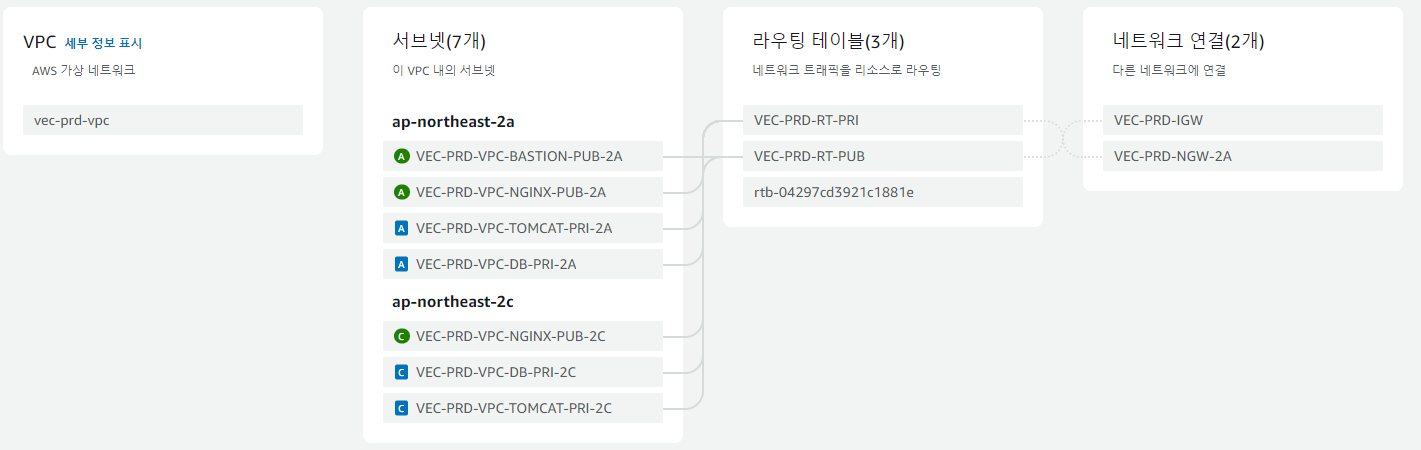 VPC 세부 정보 표시
AWS 가상 네트워크
vec-prd-vpc
서브넷(7개)
이 VPC 내의 서브넷
ap-northeast-2a
A VEC-PRD-VPC-BASTION-PUB-2A
A VEC-PRD-VPC-NGINX-PUB-2A
A VEC-PRD-VPC-TOMCAT-PRI-2A
A VEC-PRD-VPC-DB-PRI-2A
ap-northeast-2c
C VEC-PRD-VPC-NGINX-PUB-2C
C VEC-PRD-VPC-DB-PRI-2C
C VEC-PRD-VPC-TOMCAT-PRI-2C
라우팅 테이블(3개)
네트워크 트래픽을 리소스로 라우팅
VEC-PRD-RT-PRI
VEC-PRD-RT-PUB
rtb-04297cd3921c1881e
네트워크 연결(2개)
다른 네트워크에 연결
VEC-PRD-IGW
VEC-PRD-NGW-2A